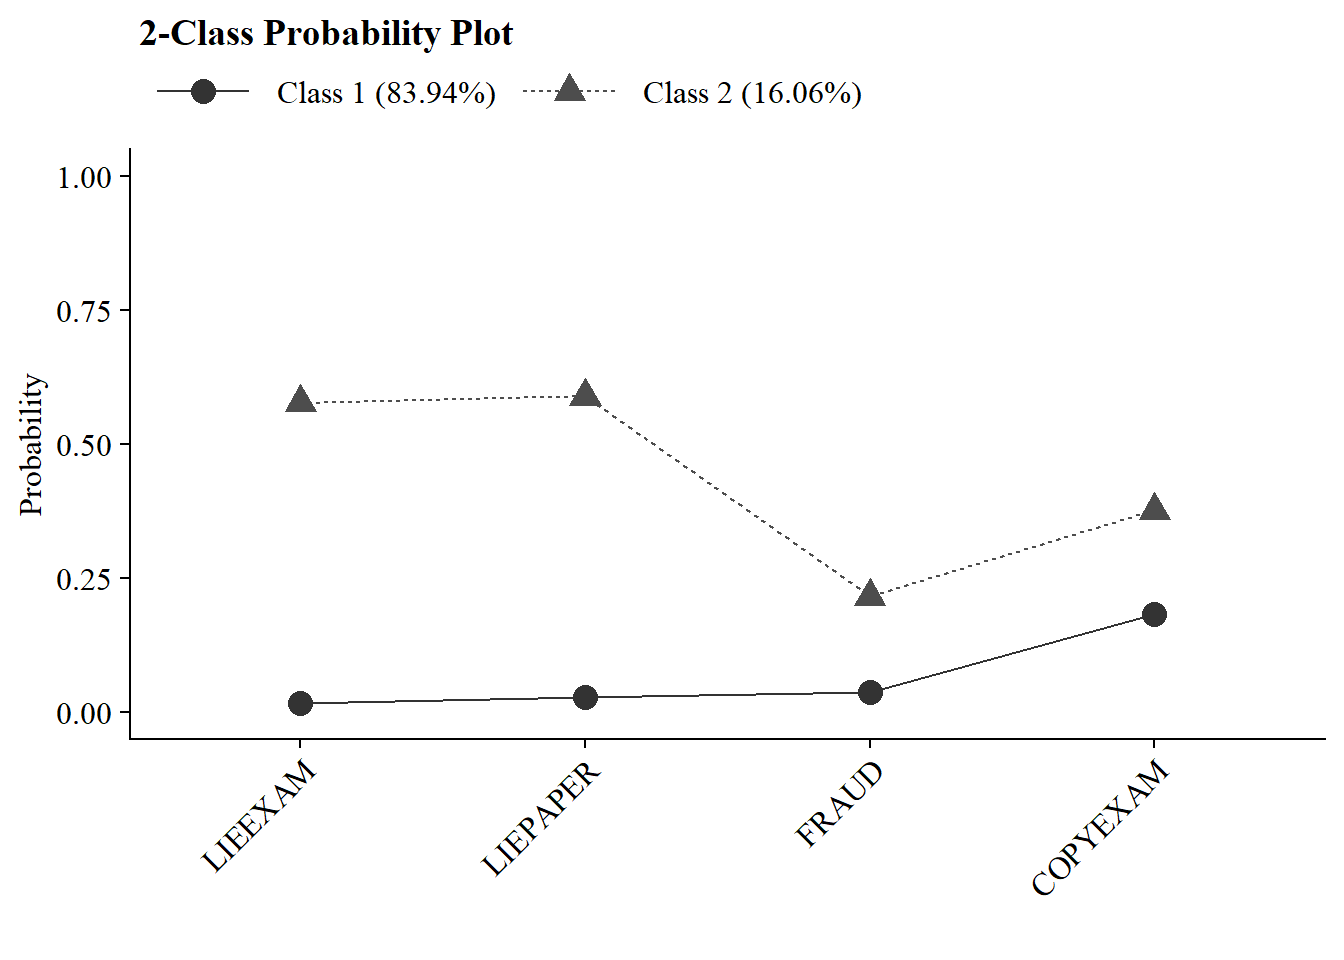 2-Class Probability Plot
Class 1 (83.94%) Class 2 (16.06%)
1.00
0.75
0.50
0.25
0.00
Probability
LIEEXAM
LIEPAPER
FRAUD
COPYEXAM